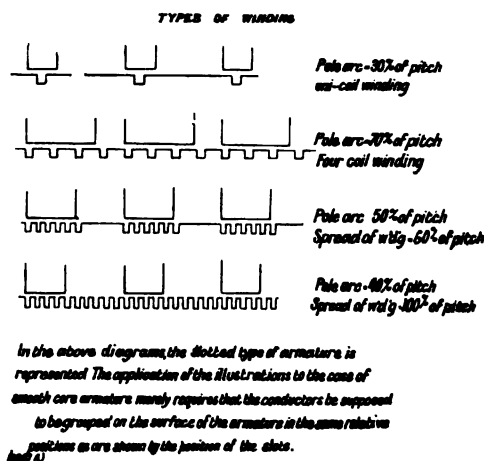 TYPES OF WINDING
Pole arc=30% of pitch
uni-coil winding
Pole arc=70% of pitch
Four coil winding
Pole arc 50% of pitch
Spread of wd'g=60% of pitch
Pole arc=40% of pitch
Spread of wd'g=100% of pitch
In the above diagrams, the slotted type of armature is
represented The application of the illustrations to the case of
smooth core armature merely requires that the conductors be supposed
to be grouped on the surface of the armature in the same relative
positions as are shown by the position of the slots.